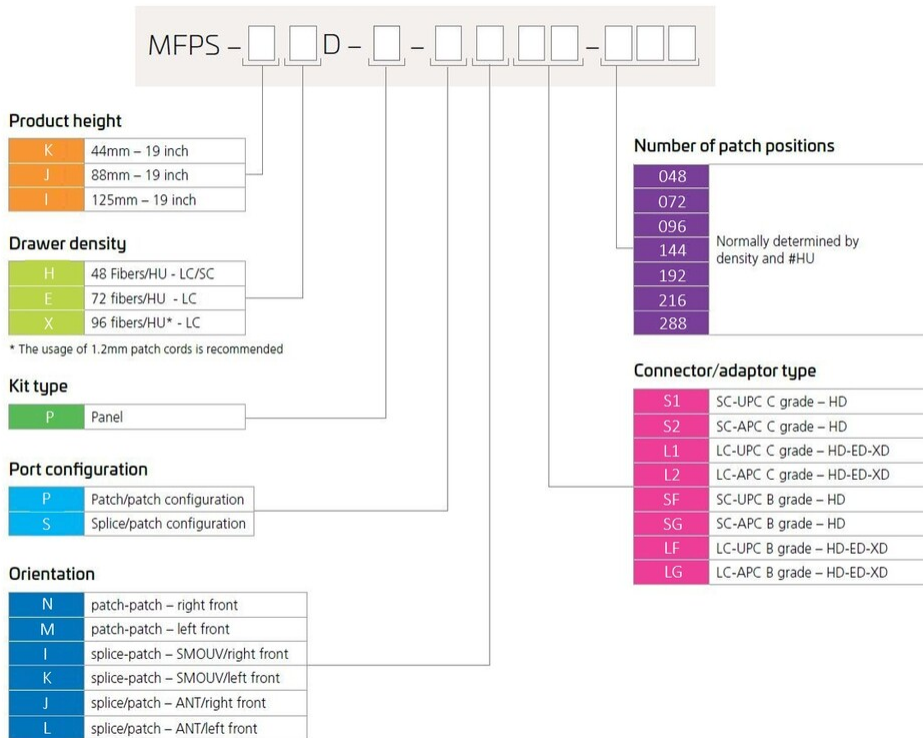 MFPS – D – – –
Product height
K 44mm – 19 inch
J 88mm – 19 inch
I 125mm – 19 inch
Drawer density
H 48 Fibers/HU - LC/SC
E 72 fibers/HU - LC
X 96 fibers/HU* - LC
* The usage of 1.2mm patch cords is recommended
Kit type
P Panel
Port configuration
P Patch/patch configuration
S Splice/patch configuration
Orientation
N patch-patch – right front
M patch-patch – left front
I splice-patch – SMOUV/right front
K splice-patch – SMOUV/left front
J splice/patch – ANT/right front
L splice/patch – ANT/left front
Number of patch positions
048
072
096
144
192
216
288
Normally determined by
density and #HU
Connector/adaptor type
S1 SC-UPC C grade – HD
S2 SC-APC C grade – HD
L1 LC-UPC C grade – HD-ED-XD
L2 LC-APC C grade – HD-ED-XD
SF SC-UPC B grade – HD
SG SC-APC B grade – HD
LF LC-UPC B grade – HD-ED-XD
LG LC-APC B grade – HD-ED-XD